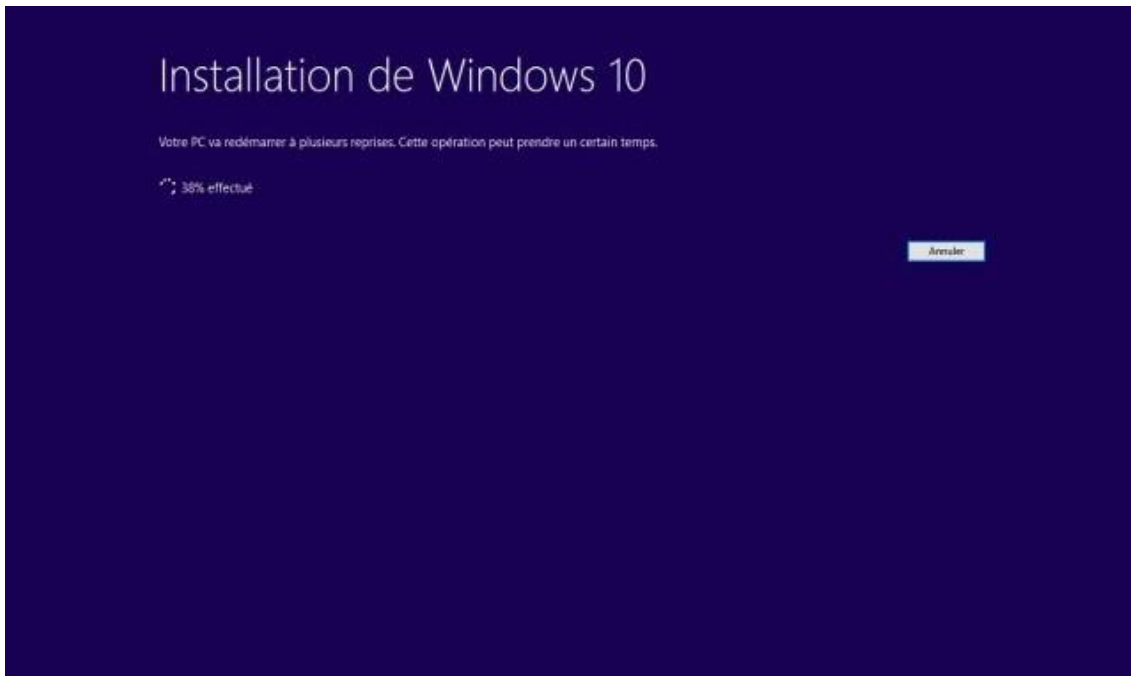 Installation de Windows 10
Votre PC va redémarrer à plusieurs reprises. Cette opération peut prendre un certain temps.
38% effectué
Annuler